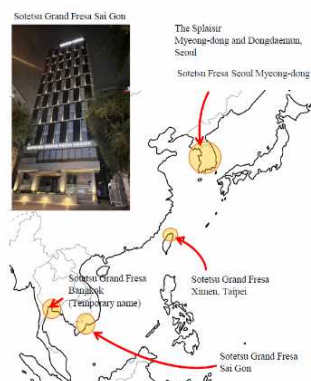 Sotetsu Grand Fresa Sai Gon
The Splaisir
Myeong-dong and Dongdaemun,
Seoul
Sotetsu Fresa Seoul Myeong-dong
Sotetsu Grand Fresa
Bangkok
(Temporary name)
Sotetsu Grand Fresa
Ximen, Taipei
Sotetsu Grand Fresa
Sai Gon